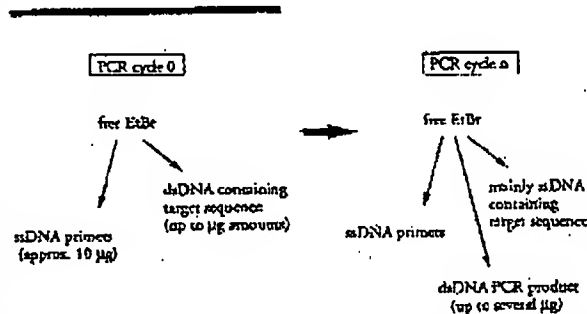 PCR cycle 0
free EtBr
dsDNA containing
target sequence
(up to µg amounts)
ssDNA primers
(approx. 10 µg)
PCR cycle n
free EtBr
mainly ssDNA
containing
target sequence
ssDNA primers
dsDNA PCR product
(up to several µg)